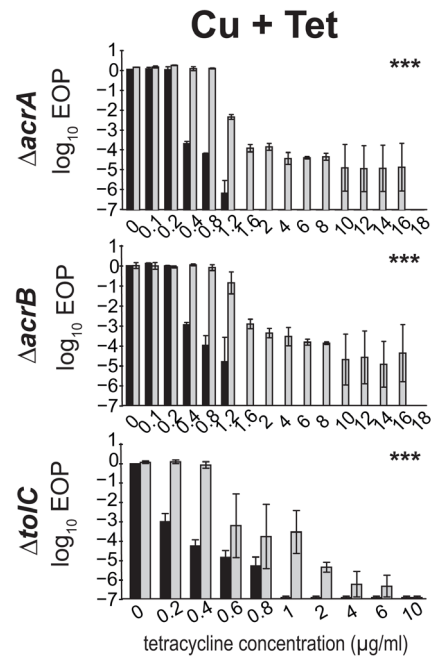 Cu + Tet
ΔacrA
log10 EOP
1
0
−1
−2
−3
−4
−5
−6
−7
***
0 0.1 0.2 0.4 0.8 1.2 1.6 2 4 6 8 10 12 14 16 18
ΔacrB
log10 EOP
1
0
−1
−2
−3
−4
−5
−6
−7
***
0 0.1 0.2 0.4 0.8 1.2 1.6 2 4 6 8 10 12 14 16 18
ΔtolC
log10 EOP
1
0
−1
−2
−3
−4
−5
−6
−7
***
0 0.2 0.4 0.6 0.8 1 2 4 6 10
tetracycline concentration (µg/ml)